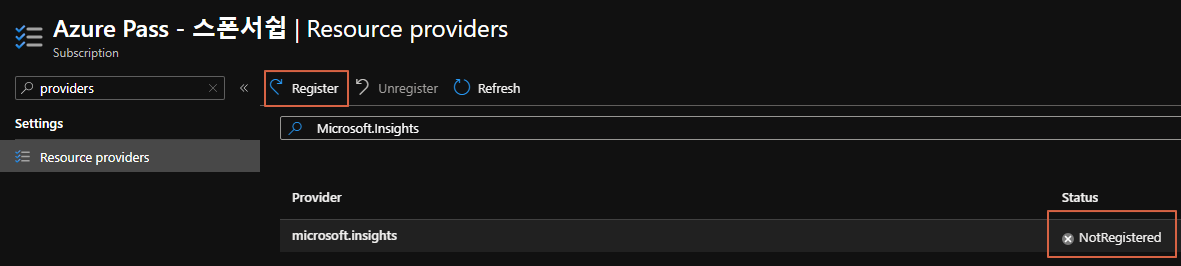 Azure Pass - 스폰서쉽 | Resource providers
Subscription
providers
«
Register
Unregister
Refresh
Settings
Microsoft.Insights
Resource providers
Provider
Status
microsoft.insights
NotRegistered